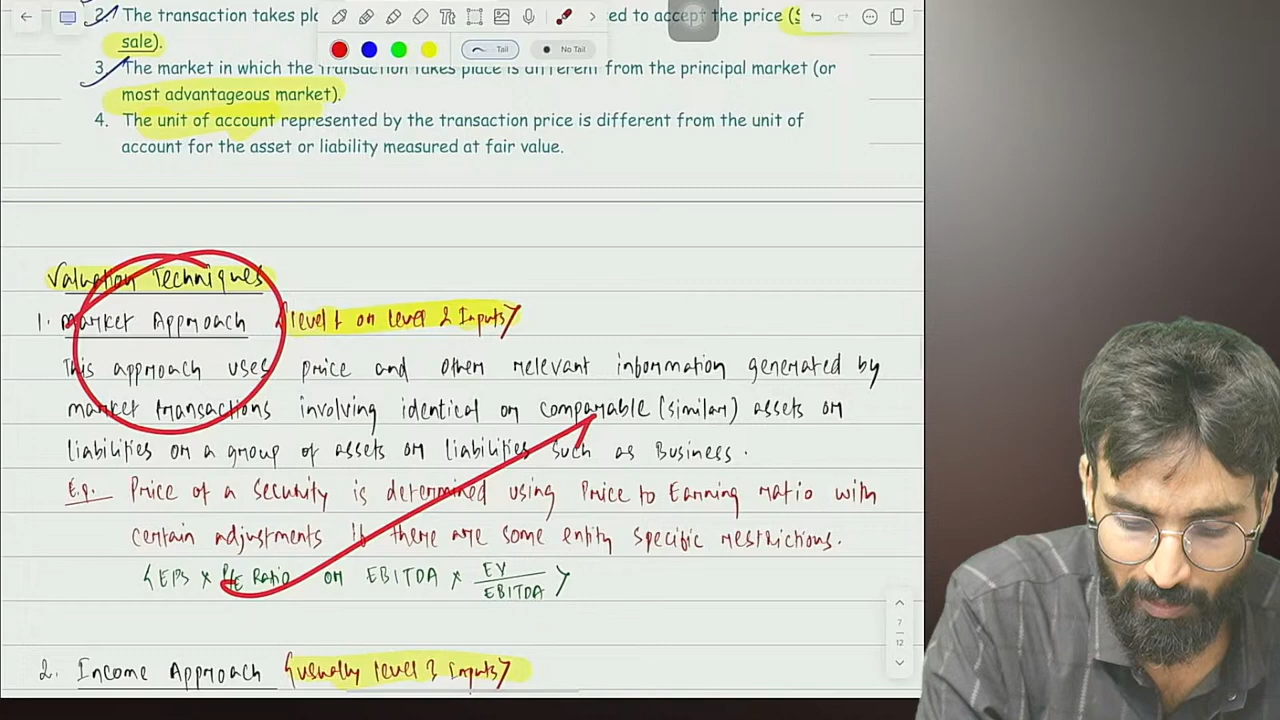 2. The transaction takes ed to accept the price
sale).
3. The market in which the transaction takes place is different from the principal market (or
most advantageous market).
4. The unit of account represented by the transaction price is different from the unit of
account for the asset or liability measured at fair value.
Tail
No Tail
Valuation Techniques
1. Market Approach {level 1 or level 2 Inputs}
This approach uses price and other relevant information generated by
market transactions involving identical or comparable (similar) assets or
liabilities or a group of assets or liabilities such as Business.
E.g. Price of a security is determined using Price to Earning ratio with
certain adjustments if there are some entity specific restrictions.
{EPS × P/E Ratio or EBITDA × EV
EBITDA}
7
12
2. Income Approach {usually level 3 Inputs}